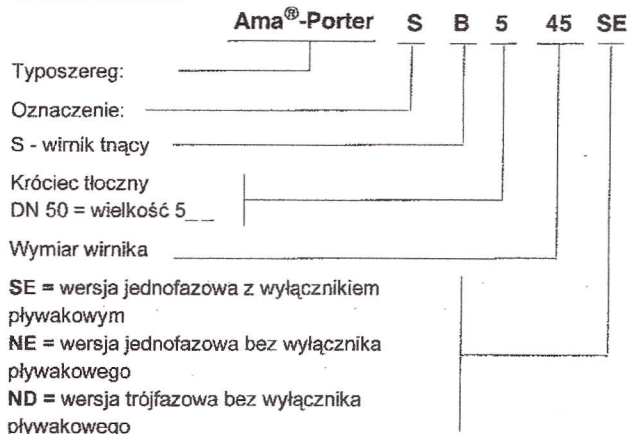 Ama®-Porter S B 5 45 SE
Typoszereg:
Oznaczenie:
S - wirnik tnący
Króciec tłoczny
DN 50 = wielkość 5_ _
Wymiar wirnika
SE = wersja jednofazowa z wyłącznikiem
pływakowym
NE = wersja jednofazowa bez wyłącznika
pływakowego
ND = wersja trójfazowa bez wyłącznika
pływakowego